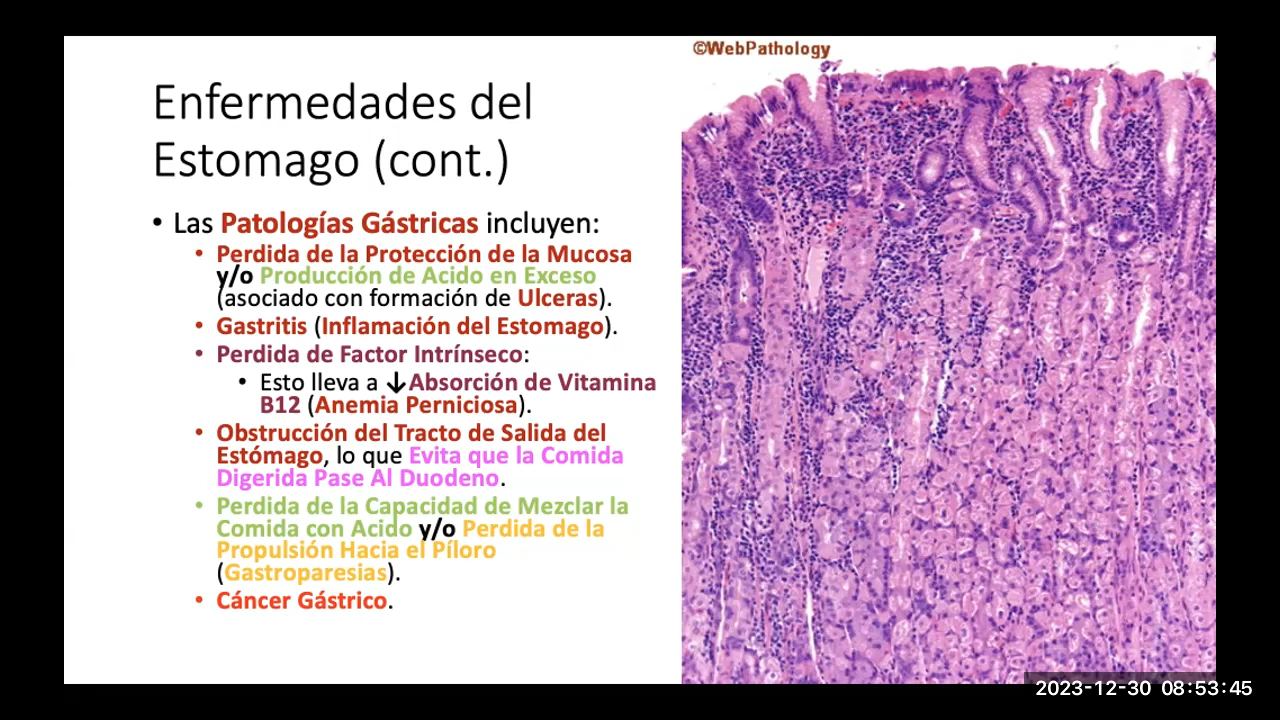 Enfermedades del
Estomago (cont.)
• Las Patologías Gástricas incluyen:
• Perdida de la Protección de la Mucosa
y/o Producción de Acido en Exceso
(asociado con formación de Ulceras).
• Gastritis (Inflamación del Estomago).
• Perdida de Factor Intrínseco:
• Esto lleva a ↓Absorción de Vitamina
B12 (Anemia Perniciosa).
• Obstrucción del Tracto de Salida del
Estómago, lo que Evita que la Comida
Digerida Pase Al Duodeno.
• Perdida de la Capacidad de Mezclar la
Comida con Acido y/o Perdida de la
Propulsión Hacia el Píloro
(Gastroparesias).
• Cáncer Gástrico.
©WebPathology
2023-12-30 08:53:45